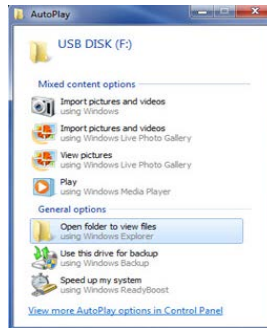 AutoPlay
USB DISK (F:)
Mixed content options
Import pictures and videos
using Windows
Import pictures and videos
using Windows Live Photo Gallery
View pictures
using Windows Live Photo Gallery
Play
using Windows Media Player
General options
Open folder to view files
using Windows Explorer
Use this drive for backup
using Windows Backup
Speed up my system
using Windows ReadyBoost
View more AutoPlay options in Control Panel